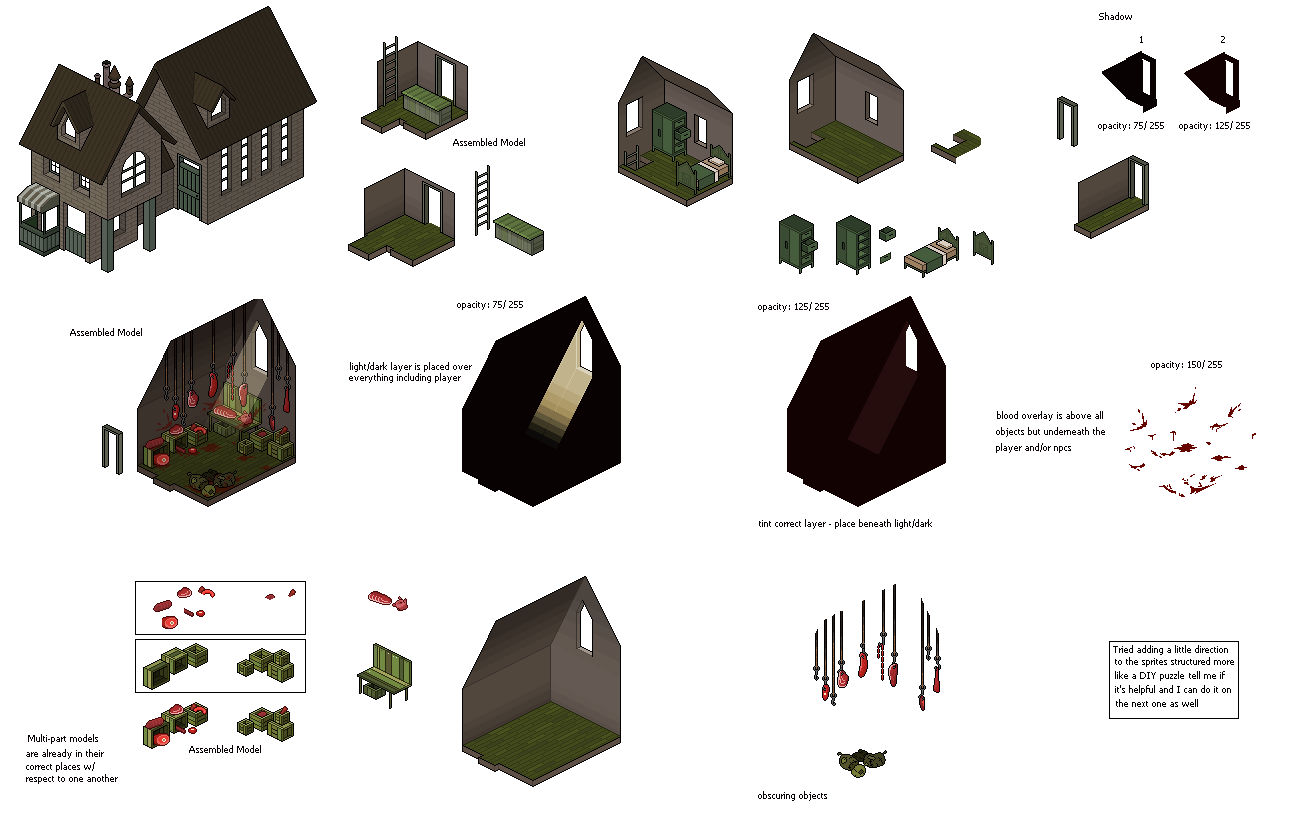 Shadow
1
2
opacity: 75/ 255
opacity: 125/ 255
Assembled Model
opacity: 75/ 255
opacity: 125/ 255
Assembled Model
light/dark layer is placed over
everything including player
opacity: 150/ 255
blood overlay is above all
objects but underneath the
player and/or npcs
tint correct layer - place beneath light/dark
Tried adding a little direction
to the sprites structured more
like a DIY puzzle tell me if
it's helpful and I can do it on
the next one as well
Multi-part models
are already in their
correct places w/
respect to one another
Assembled Model
obscuring objects